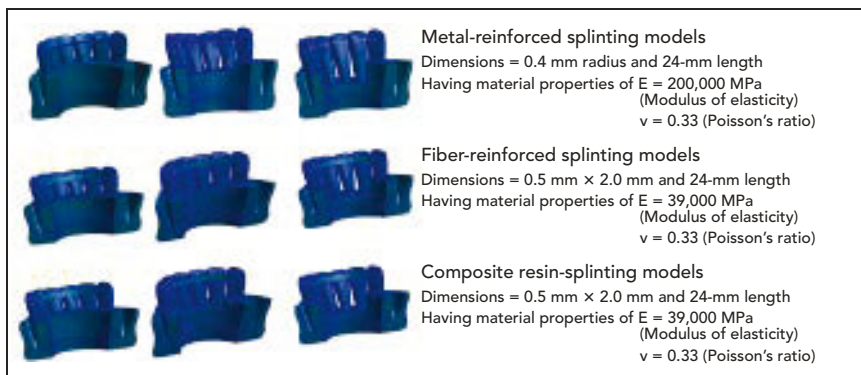 Metal-reinforced splinting models
Dimensions = 0.4 mm radius and 24-mm length
Having material properties of E = 200,000 MPa
(Modulus of elasticity)
v = 0.33 (Poisson's ratio)
Fiber-reinforced splinting models
Dimensions = 0.5 mm × 2.0 mm and 24-mm length
Having material properties of E = 39,000 MPa
(Modulus of elasticity)
v = 0.33 (Poisson's ratio)
Composite resin-splinting models
Dimensions = 0.5 mm × 2.0 mm and 24-mm length
Having material properties of E = 39,000 MPa
(Modulus of elasticity)
v = 0.33 (Poisson's ratio)